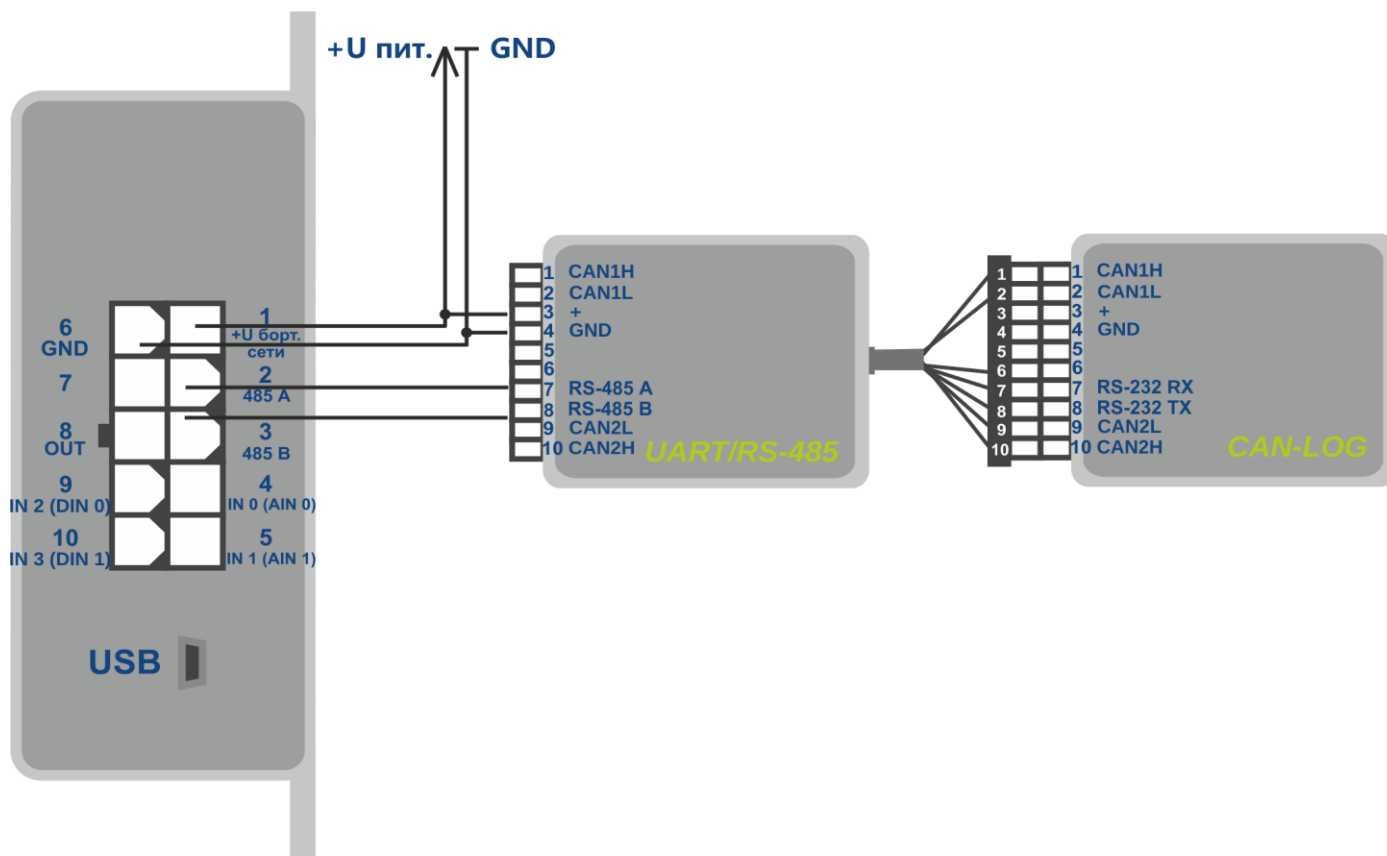 +U пит.
GND
6
GND
7
8
OUT
9
IN 2 (DIN 0)
10
IN 3 (DIN 1)
1
+U борт.
сети
2
485 A
3
485 B
4
IN 0 (AIN 0)
5
IN 1 (AIN 1)
USB
1 CAN1H
2 CAN1L
3 +
4 GND
5
6
7 RS-485 A
8 RS-485 B
9 CAN2L
10 CAN2H
UART/RS-485
1
2
3
4
5
6
7
8
9
10
1 CAN1H
2 CAN1L
3 +
4 GND
5
6
7 RS-232 RX
8 RS-232 TX
9 CAN2L
10 CAN2H
CAN-LOG